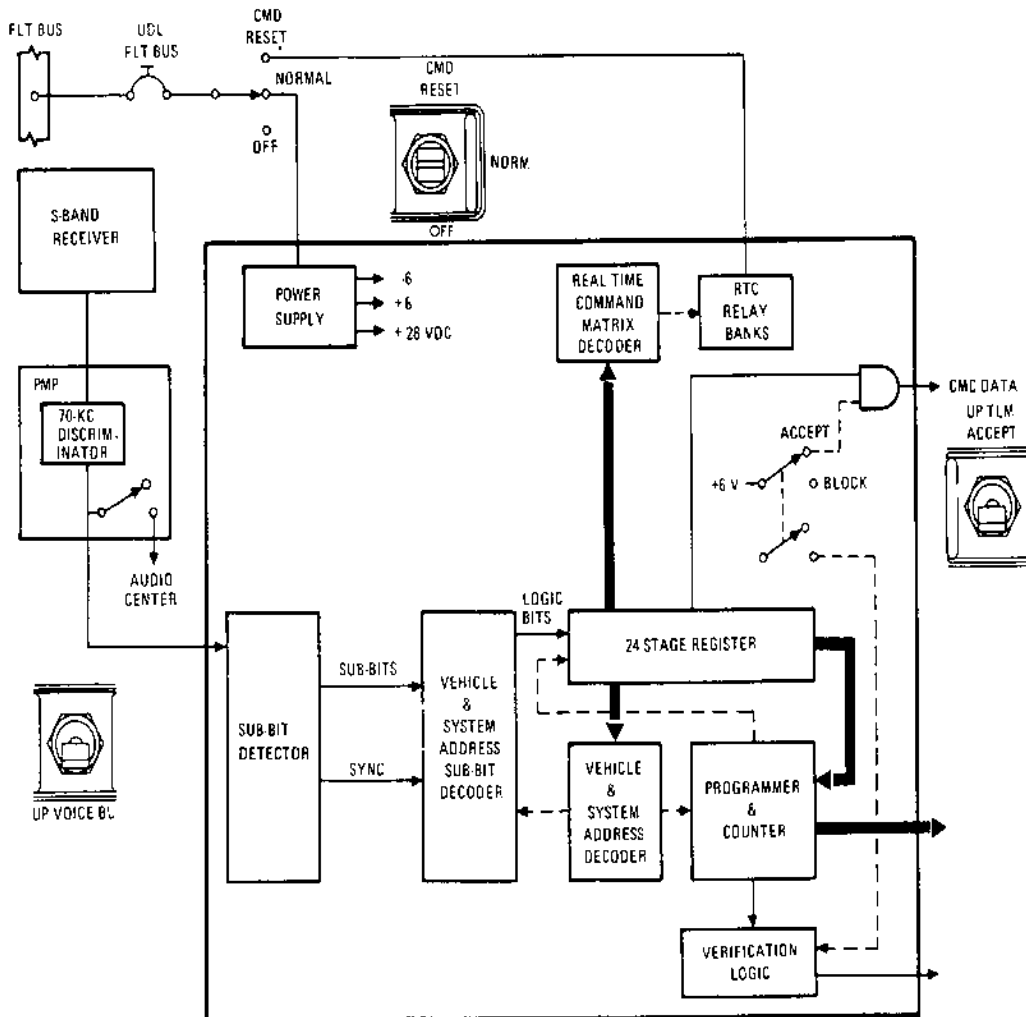 FLT BUS
UDL
FLT BUS
CMD
RESET
NORMAL
OFF
CMD
RESET
NORM
OFF
S-BAND
RECEIVER
POWER
SUPPLY
-6
+6
+28 VDC
REAL TIME
COMMAND
MATRIX
DECODER
RTC
RELAY
BANKS
PMP
70-KC
DISCRIM-
INATOR
AUDIO
CENTER
CMC DATA
UP TLM
ACCEPT
ACCEPT
+6 V
BLOCK
LOGIC
BITS
24 STAGE REGISTER
SUB-BIT
DETECTOR
SUB-BITS
SYNC
VEHICLE
&
SYSTEM
ADDRESS
SUB-BIT
DECODER
VEHICLE
&
SYSTEM
ADDRESS
DECODER
PROGRAMMER
&
COUNTER
UP VOICE BU
VERIFICATION
LOGIC